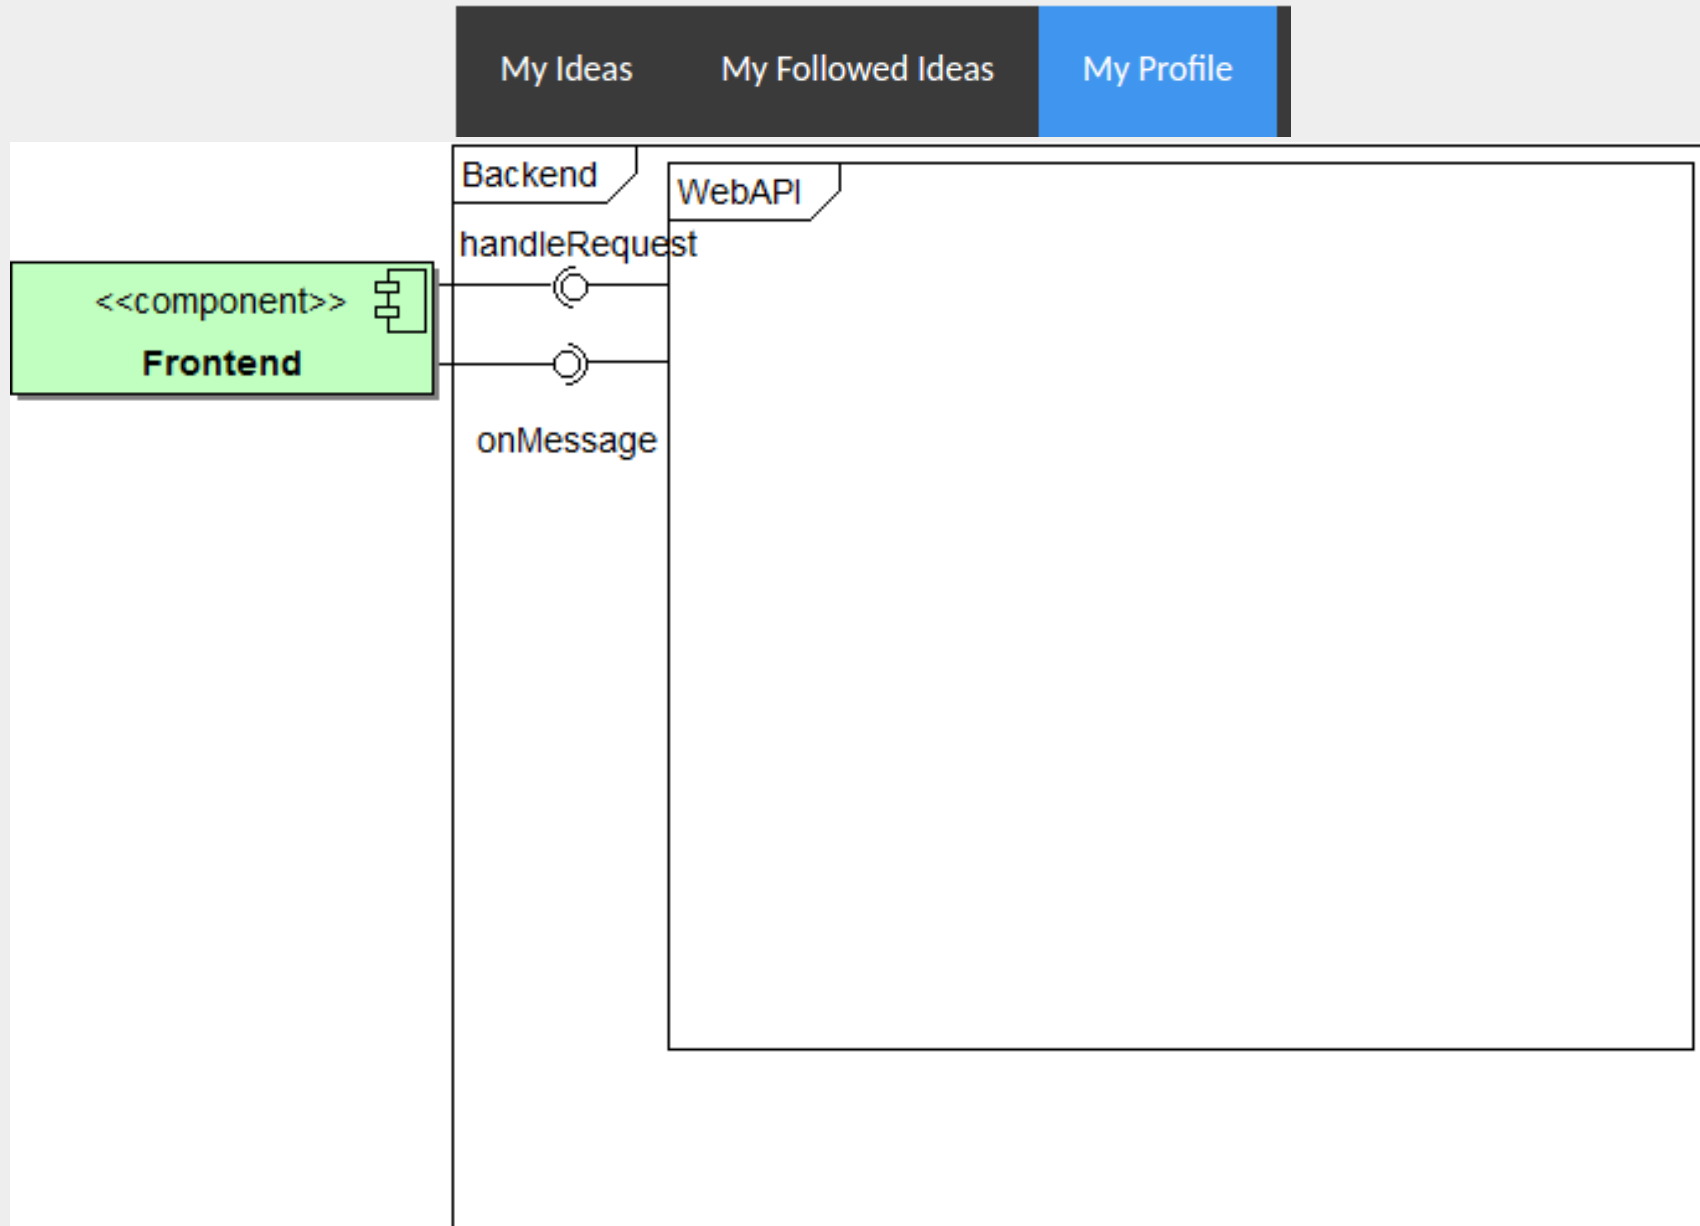 My Ideas My Followed Ideas My Profile
Backend
WebAPI
handleRequest
<<component>>
Frontend
onMessage